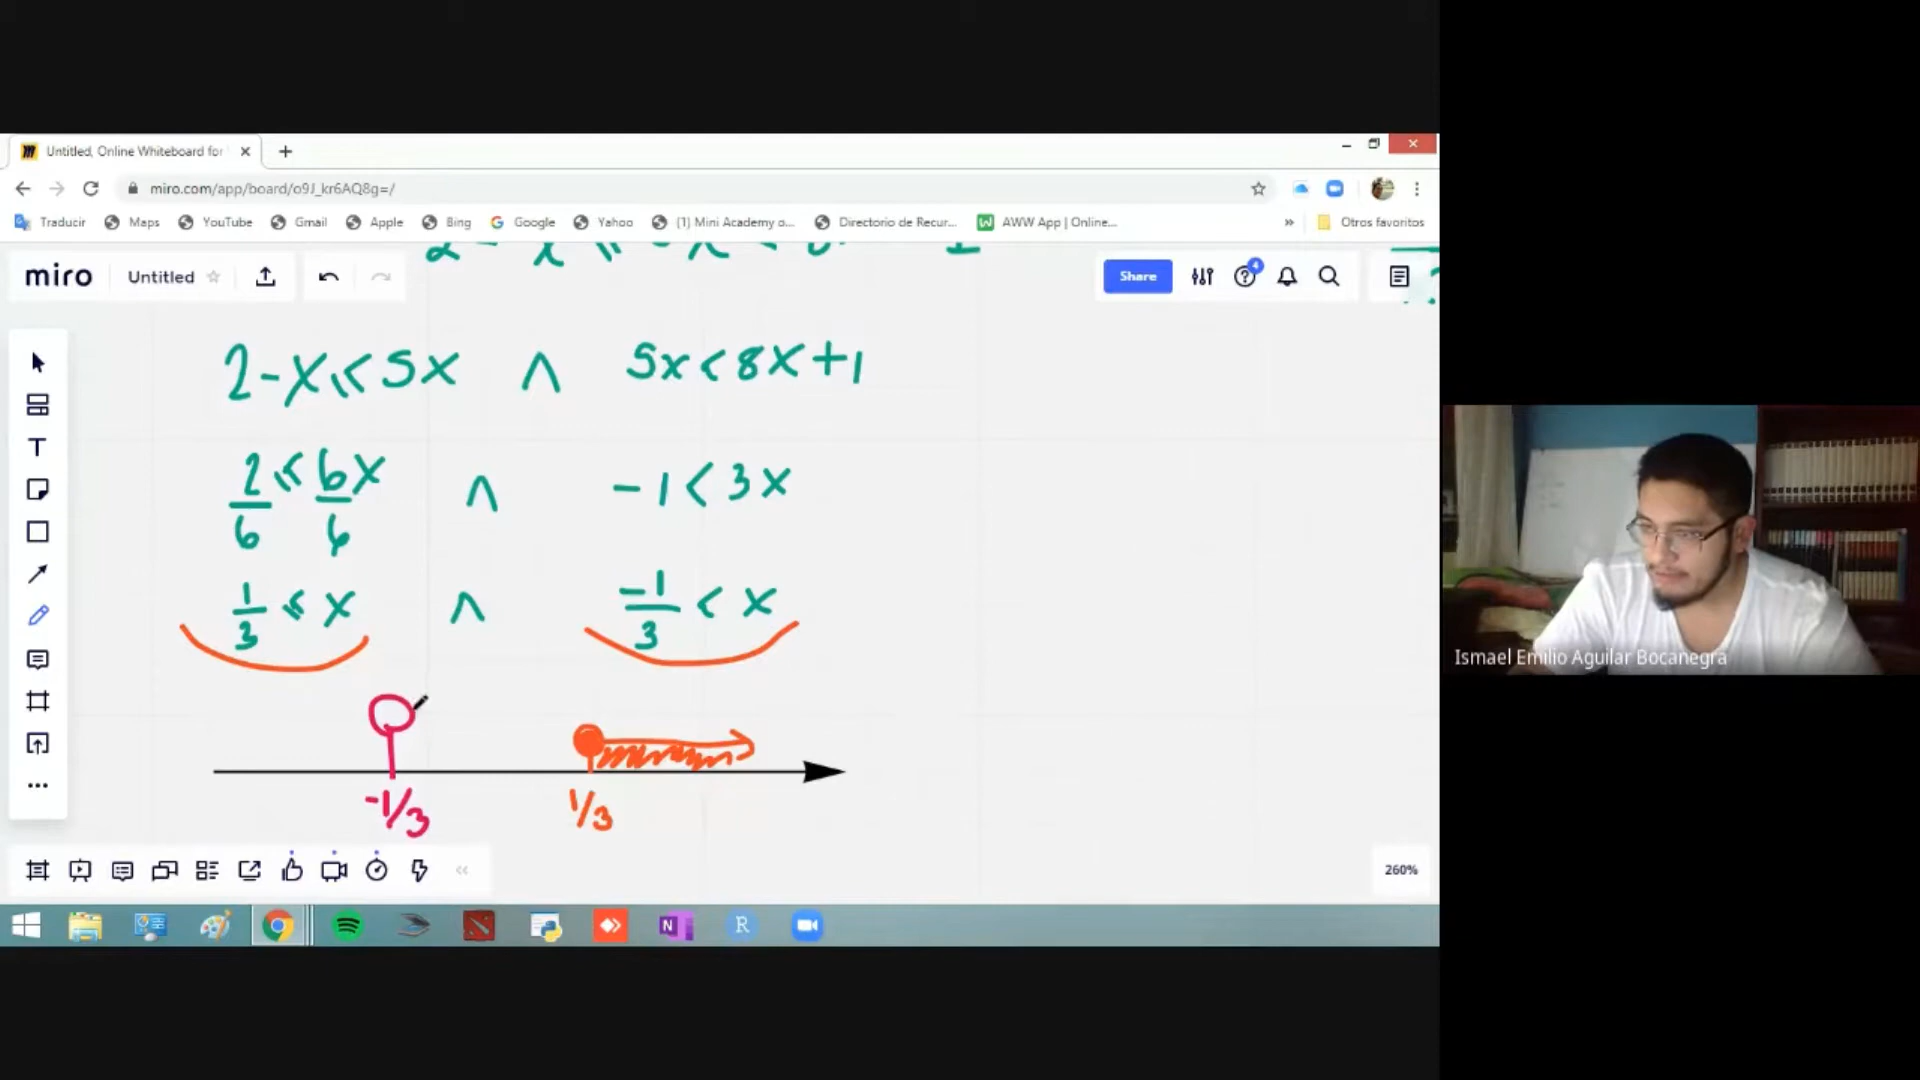 Untitled, Online Whiteboard for
miro.com/app/board/o9J_kr6AQ8g=/
Traducir Maps YouTube Gmail Apple Bing Google Yahoo (1) Mini Academy o... Directorio de Recur... AWW App | Online... » Otros favoritos
miro Untitled Share 4
2-x≤5x ∧ 5x<8x+1
2/6 ≤ 6x/6 ∧ -1<3x
1/3 ≤ x ∧ -1/3 < x
-1/3 1/3
260%
Ismael Emilio Aguilar Bocanegra